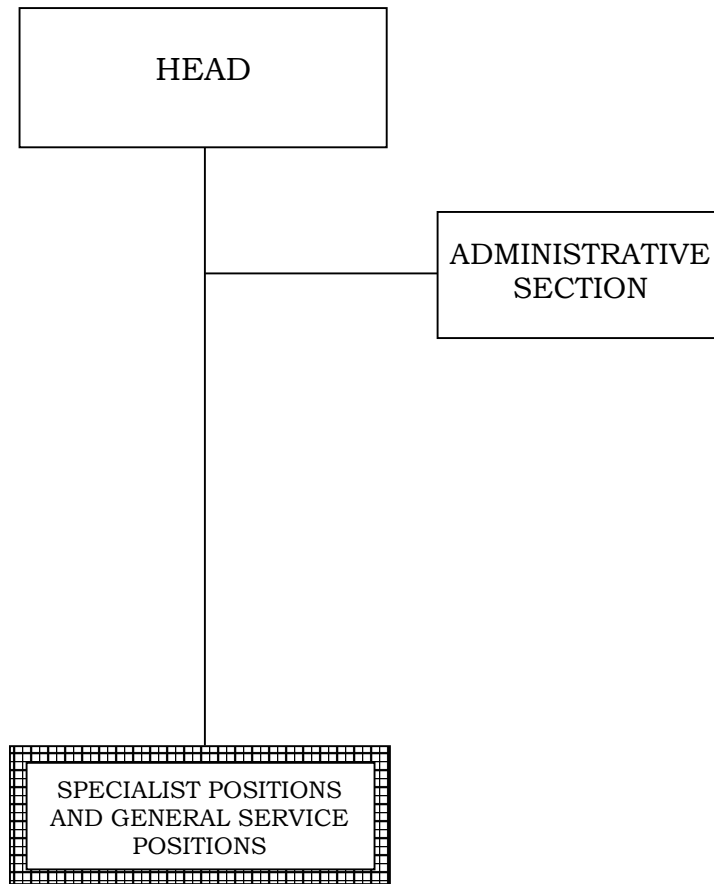 HEAD
ADMINISTRATIVE
SECTION
SPECIALIST POSITIONS
AND GENERAL SERVICE
POSITIONS